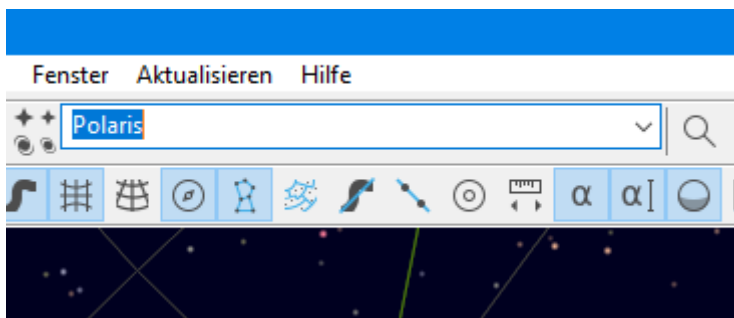 Fenster Aktualisieren Hilfe
Polaris
α α